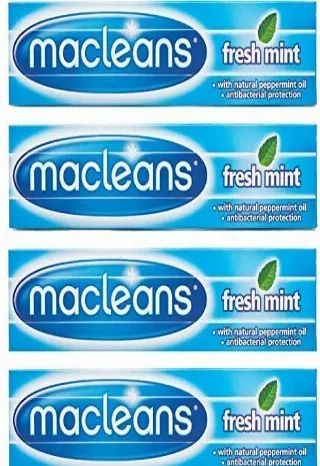 macleans
fresh mint
• with natural peppermint oil
• antibacterial protection
macleans
fresh mint
• with natural peppermint oil
• antibacterial protection
macleans
fresh mint
• with natural peppermint oil
• antibacterial protection
macleans
fresh mint
• with natural peppermint oil
• antibacterial protection